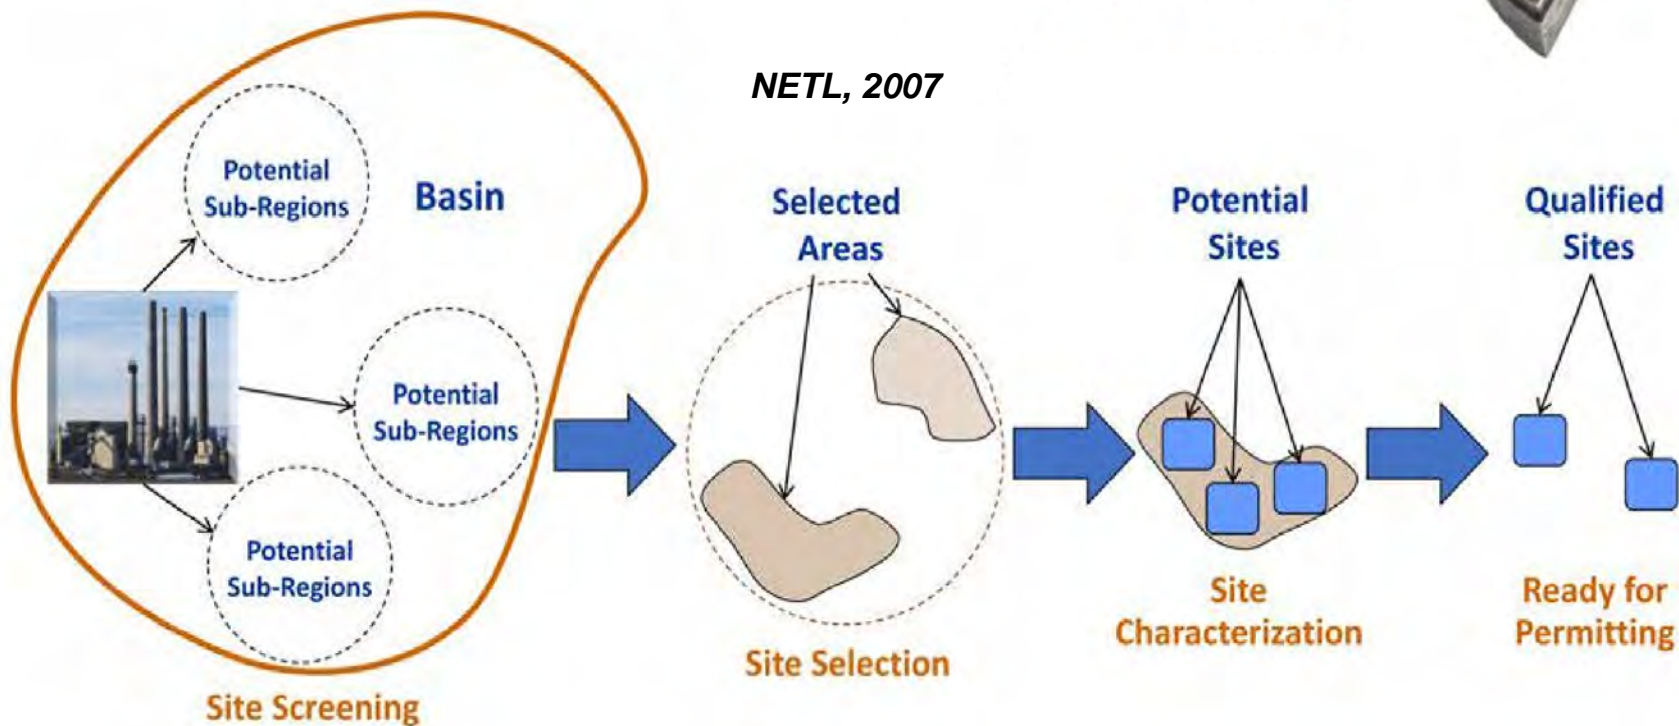 NETL, 2007
Potential
Sub-Regions
Basin
Potential
Sub-Regions
Potential
Sub-Regions
Site Screening
Selected
Areas
Site Selection
Potential
Sites
Site
Characterization
Qualified
Sites
Ready for
Permitting